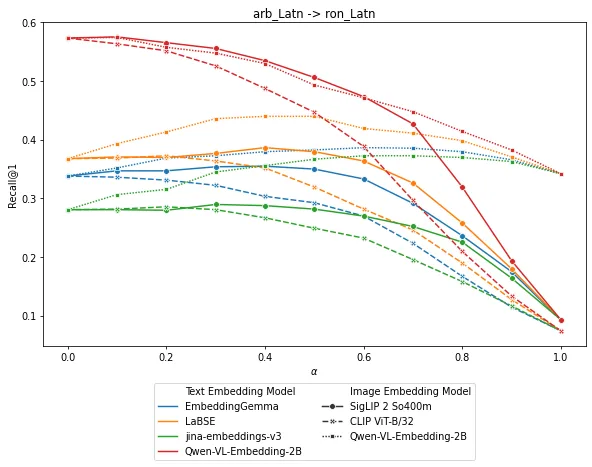 arb_Latn -> ron_Latn
Recall@1
0.6
0.5
0.4
0.3
0.2
0.1
0.0 0.2 0.4 0.6 0.8 1.0
α
Text Embedding Model
EmbeddingGemma
LaBSE
jina-embeddings-v3
Qwen-VL-Embedding-2B
Image Embedding Model
SigLIP 2 So400m
CLIP ViT-B/32
Qwen-VL-Embedding-2B